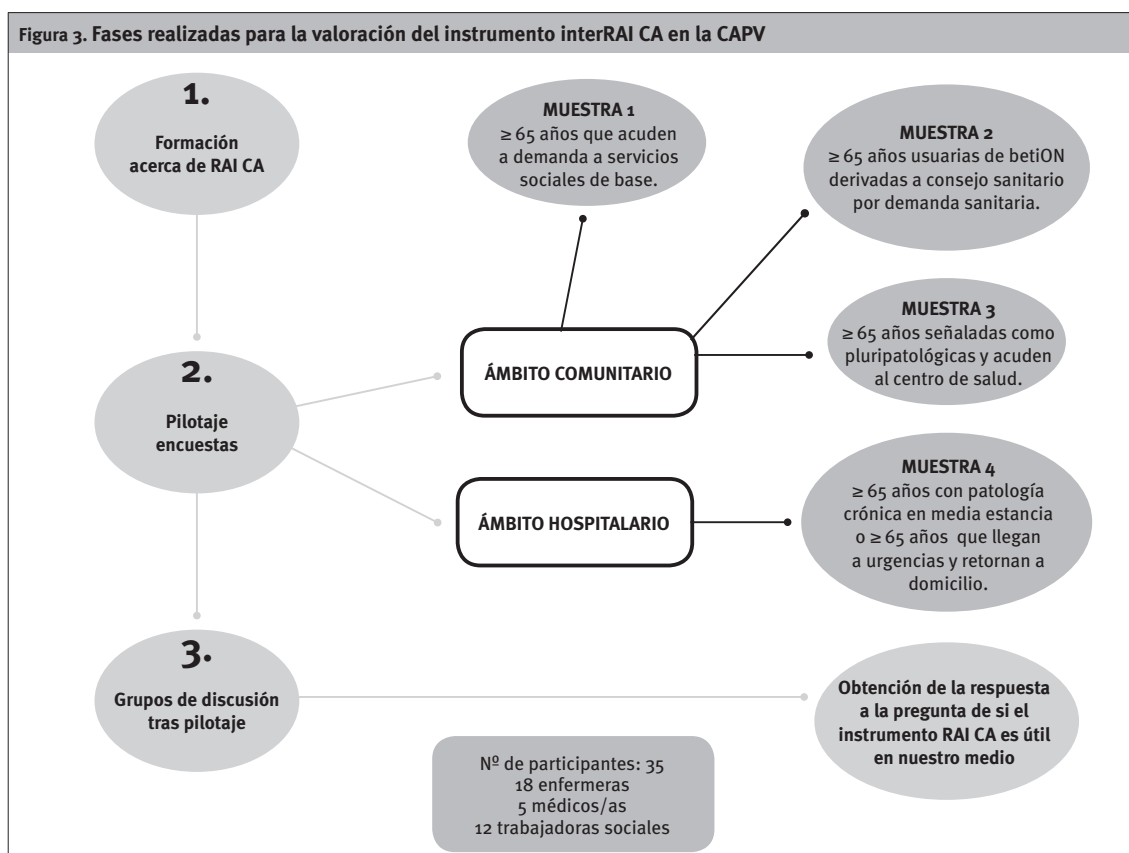 Figura 3. Fases realizadas para la valoración del instrumento interRAI CA en la CAPV
1.
Formación
acerca de RAI CA
MUESTRA 1
≥ 65 años que acuden
a demanda a servicios
sociales de base.
MUESTRA 2
≥ 65 años usuarias de betiON
derivadas a consejo sanitario
por demanda sanitaria.
MUESTRA 3
≥ 65 años señaladas como
pluripatológicas y acuden
al centro de salud.
2.
Pilotaje
encuestas
ÁMBITO COMUNITARIO
ÁMBITO HOSPITALARIO
MUESTRA 4
≥ 65 años con patología
crónica en media estancia
o ≥ 65 años que llegan
a urgencias y retornan a
domicilio.
3.
Grupos de discusión
tras pilotaje
Obtención de la respuesta
a la pregunta de si el
instrumento RAI CA es útil
en nuestro medio
Nº de participantes: 35
18 enfermeras
5 médicos/as
12 trabajadoras sociales